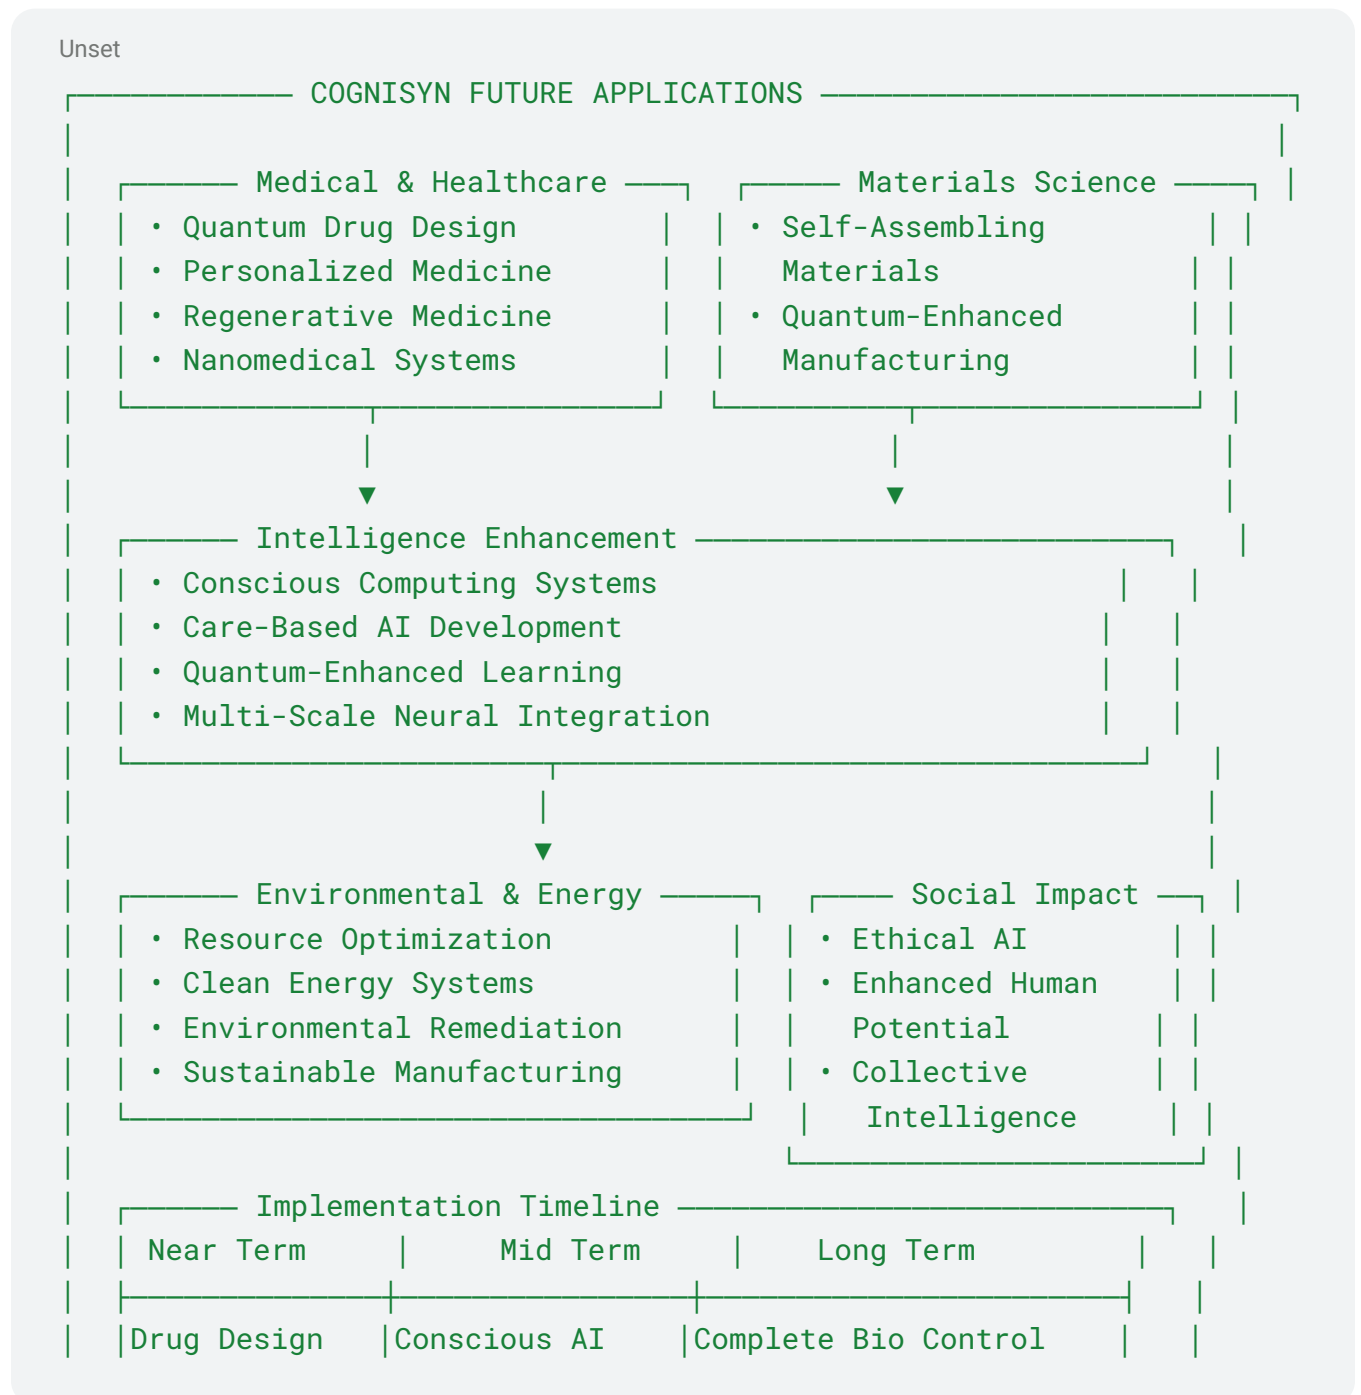 Unset
COGNISYN FUTURE APPLICATIONS
Medical & Healthcare Materials Science
• Quantum Drug Design • Self-Assembling
• Personalized Medicine Materials
• Regenerative Medicine • Quantum-Enhanced
• Nanomedical Systems Manufacturing
Intelligence Enhancement
• Conscious Computing Systems
• Care-Based AI Development
• Quantum-Enhanced Learning
• Multi-Scale Neural Integration
Environmental & Energy Social Impact
• Resource Optimization • Ethical AI
• Clean Energy Systems • Enhanced Human
• Environmental Remediation Potential
• Sustainable Manufacturing • Collective
Intelligence
Implementation Timeline
Near Term Mid Term Long Term
Drug Design Conscious AI Complete Bio Control